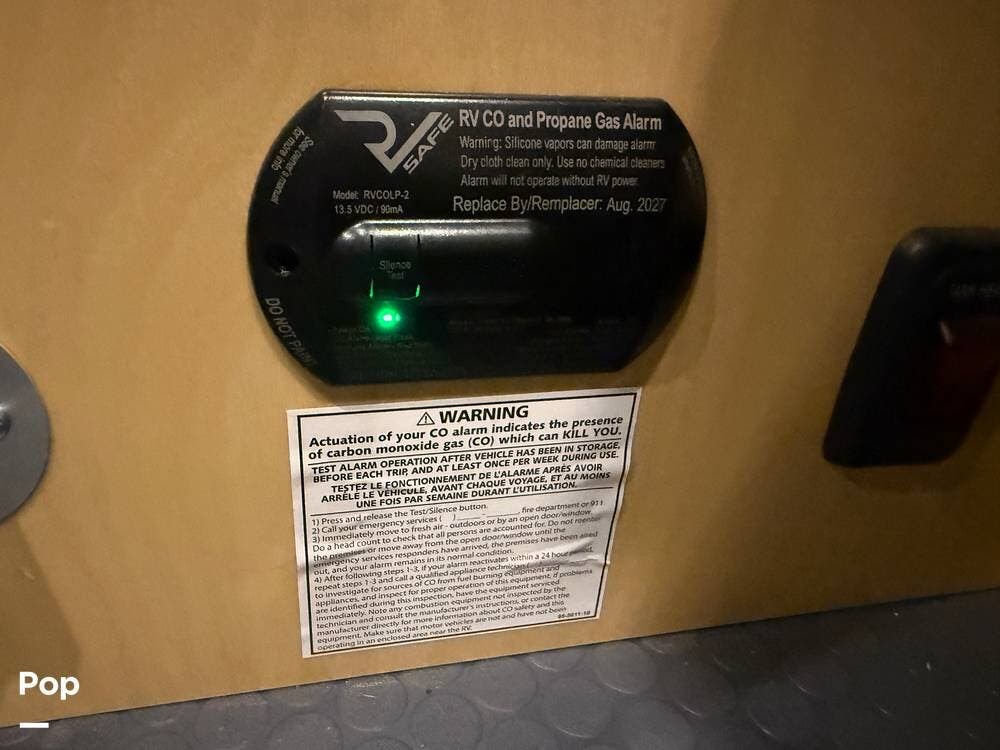 RV SAFE
RV CO and Propane Gas Alarm
Warning: Silicone vapors can damage alarm
Dry cloth clean only. Use no chemical cleaners
Alarm will not operate without RV power.
Replace By/Remplacer: Aug. 2027
See owner's manual
for more info
Model: RVCOLP-2
13.5 VDC / 90mA
Silence
Test
DO NOT PAINT
WARNING
Actuation of your CO alarm indicates the presence
of carbon monoxide gas (CO) which can KILL YOU.
TEST ALARM OPERATION AFTER VEHICLE HAS BEEN IN STORAGE,
BEFORE EACH TRIP, AND AT LEAST ONCE PER WEEK DURING USE.
TESTEZ LE FONCTIONNEMENT DE L'ALARME APRÈS AVOIR
ARRÊLÉ LE VÉHICULE, AVANT CHAQUE VOYAGE, ET AU MOINS
UNE FOIS PAR SEMAINE DURANT L'UTILISATION.
1) Press and release the Test/Silence button.
2) Call your emergency services ( )____-____, fire department or 911
3) Immediately move to fresh air - outdoors or by an open door/window.
Do a head count to check that all persons are accounted for. Do not reenter
the premises or move away from the open door/window until the
emergency services responders have arrived, the premises have been aired
out, and your alarm remains in its normal condition.
4) After following steps 1-3, if your alarm reactivates within a 24 hour period,
repeat steps 1-3 and call a qualified appliance technician ( )____-____
to investigate for sources of CO from fuel burning equipment and
appliances, and inspect for proper operation of this equipment, if problems
are identified during this inspection, have the equipment serviced
immediately. Note any combustion equipment not inspected by the
technician and consult the manufacturer's instructions, or contact the
manufacturer directly for more information about CO safety and this
equipment. Make sure that motor vehicles are not and have not been
operating in an enclosed area near the RV.
Pop